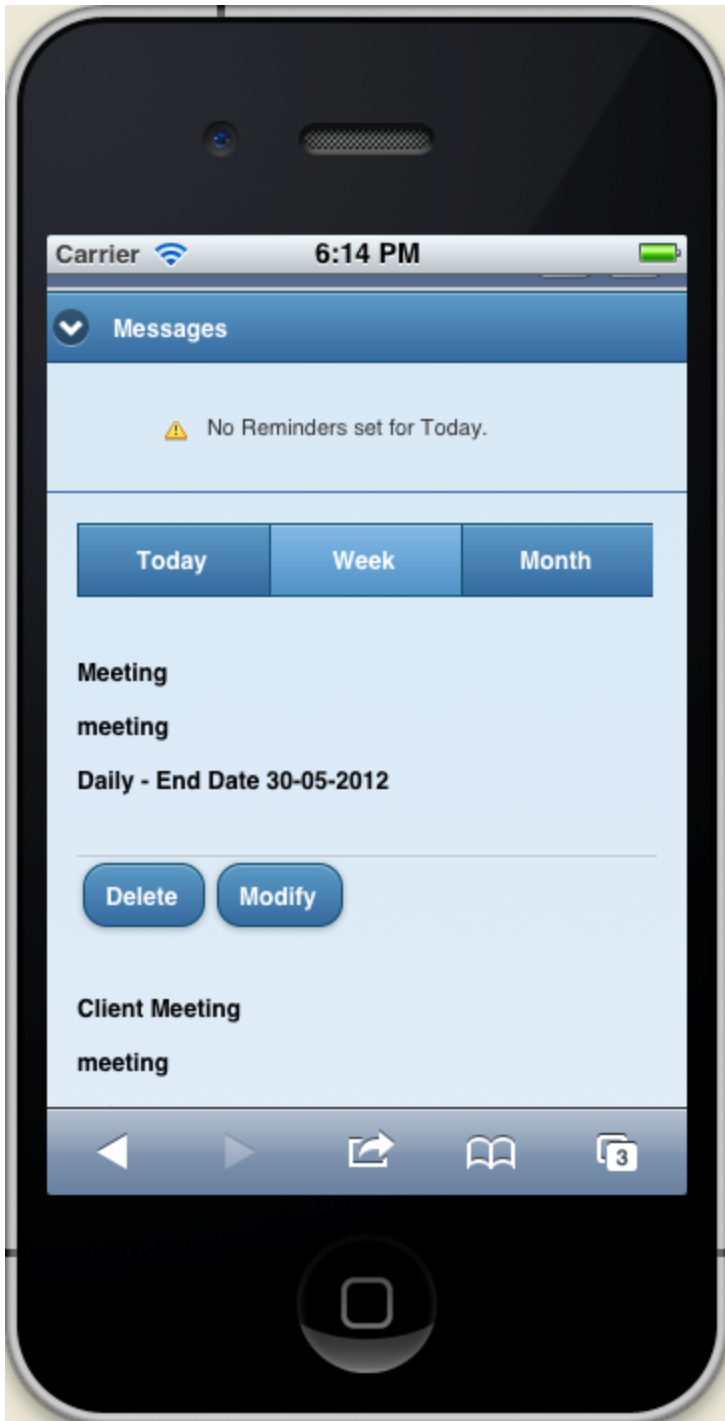 Carrier 6:14 PM
Messages
No Reminders set for Today.
Today Week Month
Meeting
meeting
Daily - End Date 30-05-2012
Delete Modify
Client Meeting
meeting
3